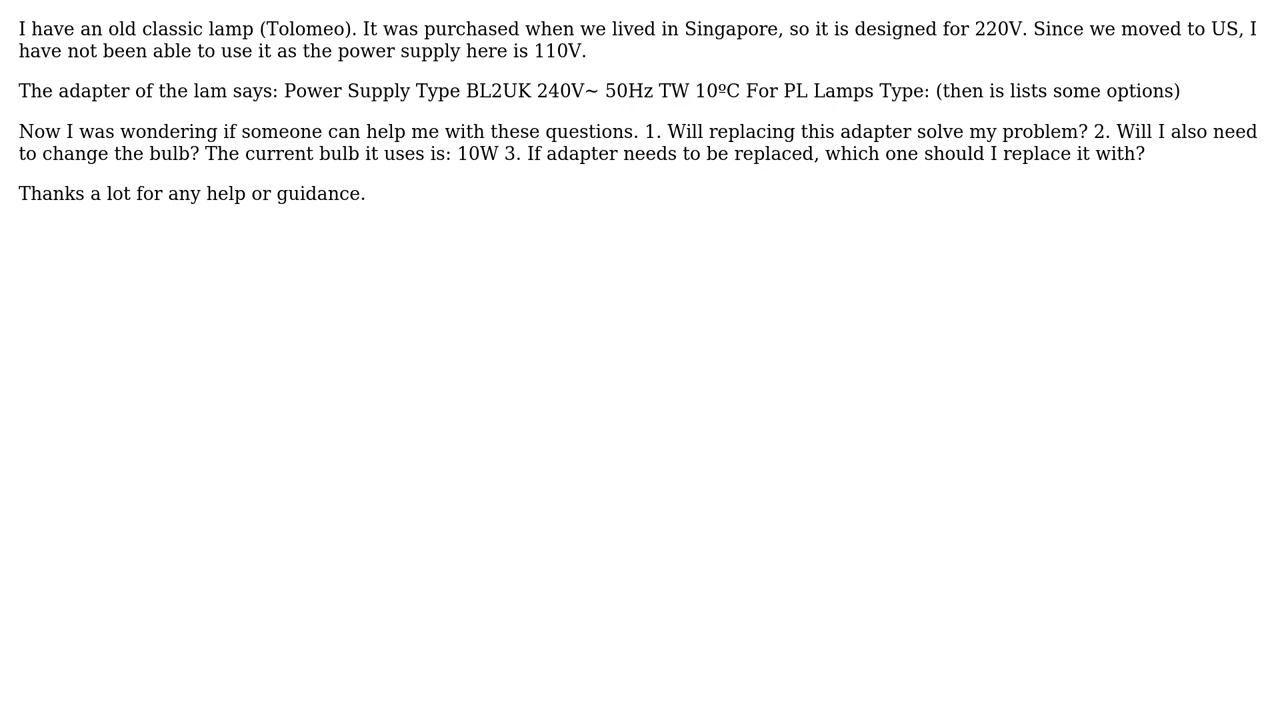 I have an old classic lamp (Tolomeo). It was purchased when we lived in Singapore, so it is designed for 220V. Since we moved to US, I
have not been able to use it as the power supply here is 110V.
The adapter of the lam says: Power Supply Type BL2UK 240V~ 50Hz TW 10ºC For PL Lamps Type: (then is lists some options)
Now I was wondering if someone can help me with these questions. 1. Will replacing this adapter solve my problem? 2. Will I also need
to change the bulb? The current bulb it uses is: 10W 3. If adapter needs to be replaced, which one should I replace it with?
Thanks a lot for any help or guidance.